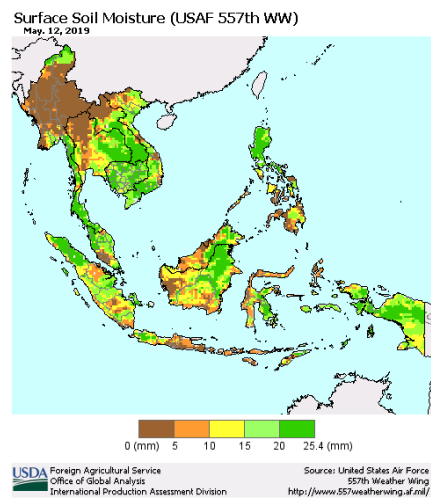 Surface Soil Moisture (USAF 557th WW)
May. 12, 2019
0 (mm) 5 10 15 20 25.4 (mm)
USDA
Foreign Agricultural Service
Office of Global Analysis
International Production Assessment Division
Source: United States Air Force
557th Weather Wing
http://www.557weatherwing.af.mil/